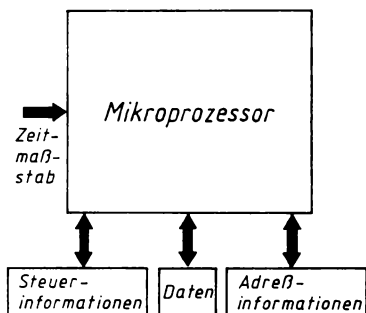 Mikroprozessor
Zeit-
maß-
stab
Steuer-
informationen
Daten
Adreß-
informationen